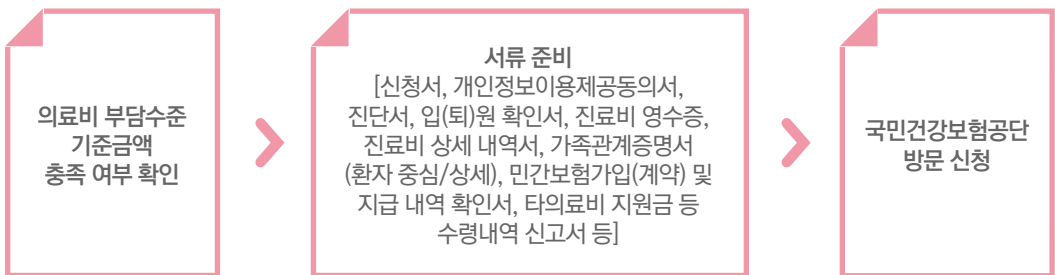 의료비 부담수준
기준금액
충족 여부 확인
서류 준비
[신청서, 개인정보이용제공동의서,
진단서, 입(퇴)원 확인서, 진료비 영수증,
진료비 상세 내역서, 가족관계증명서
(환자 중심/상세), 민간보험가입(계약) 및
지급 내역 확인서, 타의료비 지원금 등
수령내역 신고서 등]
국민건강보험공단
방문 신청